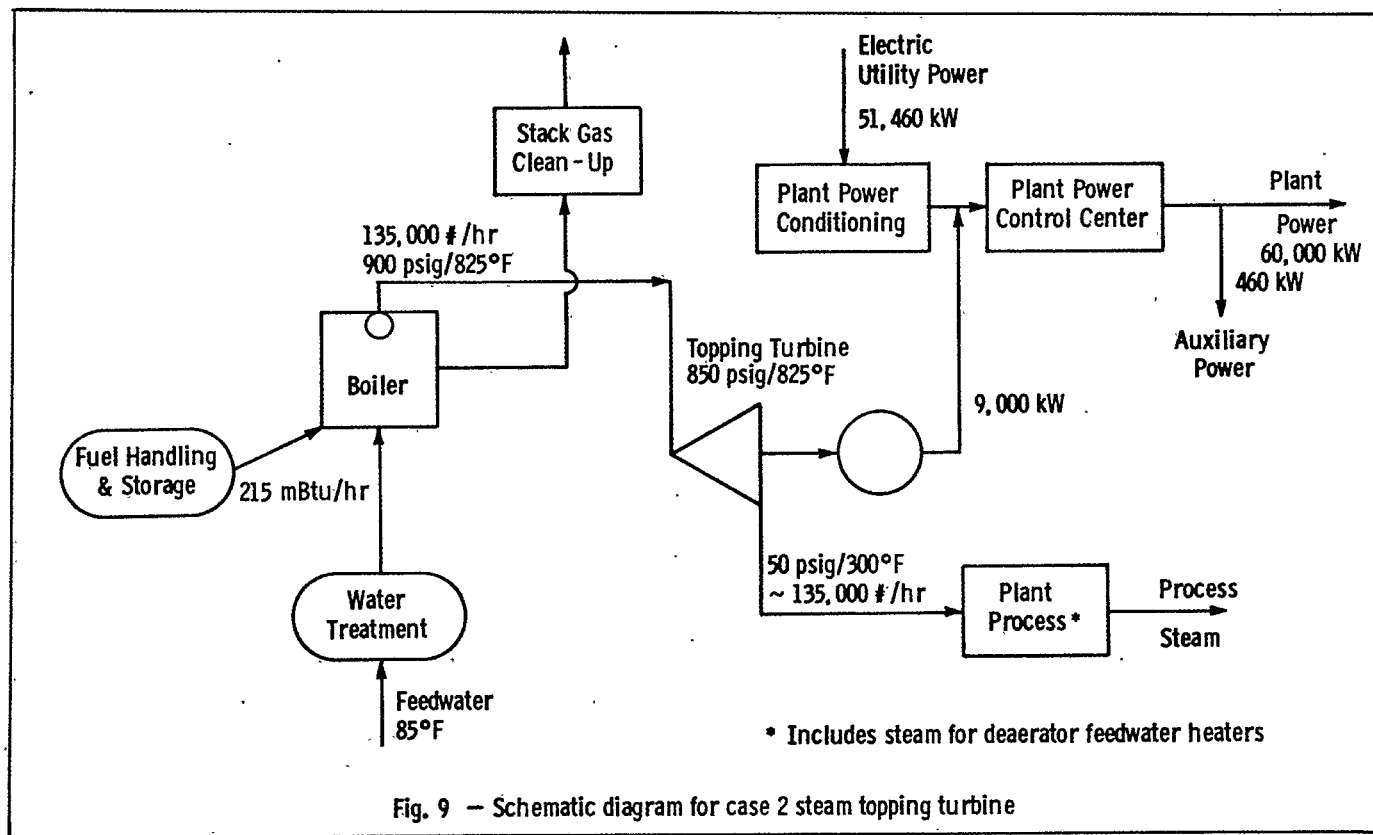 Electric
Utility Power
51,460 kW
Stack Gas
Clean-Up
Plant Power
Conditioning
Plant Power
Control Center
Plant
Power
60,000 kW
460 kW
Auxiliary
Power
135,000 #/hr
900 psig/825°F
Boiler
Topping Turbine
850 psig/825°F
9,000 kW
Fuel Handling
& Storage
215 mBtu/hr
50 psig/300°F
~ 135,000 #/hr
Plant
Process*
Process
Steam
Water
Treatment
Feedwater
85°F
* Includes steam for deaerator feedwater heaters
Fig. 9 — Schematic diagram for case 2 steam topping turbine